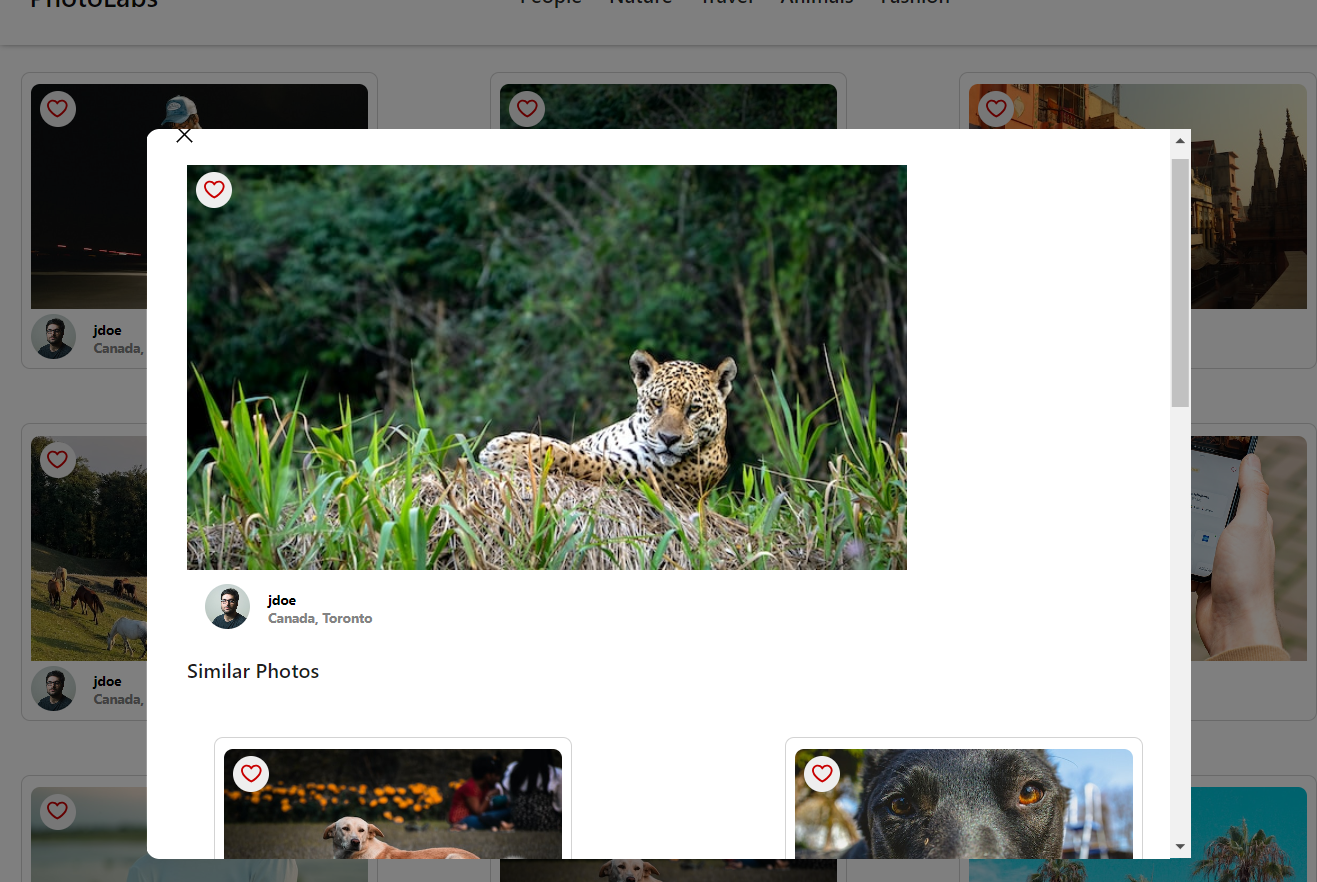 PhotoLabs
People Nature Travel Animals Fashion
jdoe
Canada,
jdoe
Canada, Toronto
Similar Photos
jdoe
Canada,